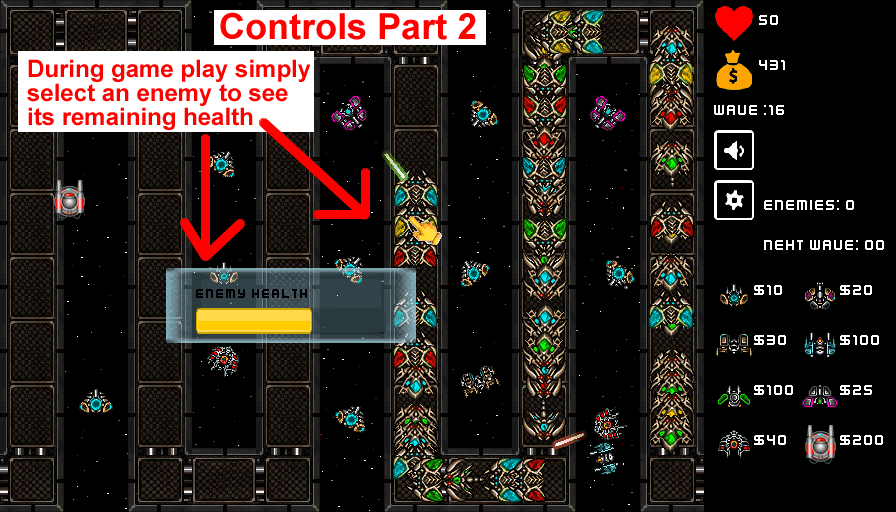 Controls Part 2
During game play simply
select an enemy to see
its remaining health
ENEMY HEALTH
50
$
431
WAVE :16
ENEMIES: 0
NEXT WAVE: 00
$10
$20
$30
$100
$100
$25
$40
$200